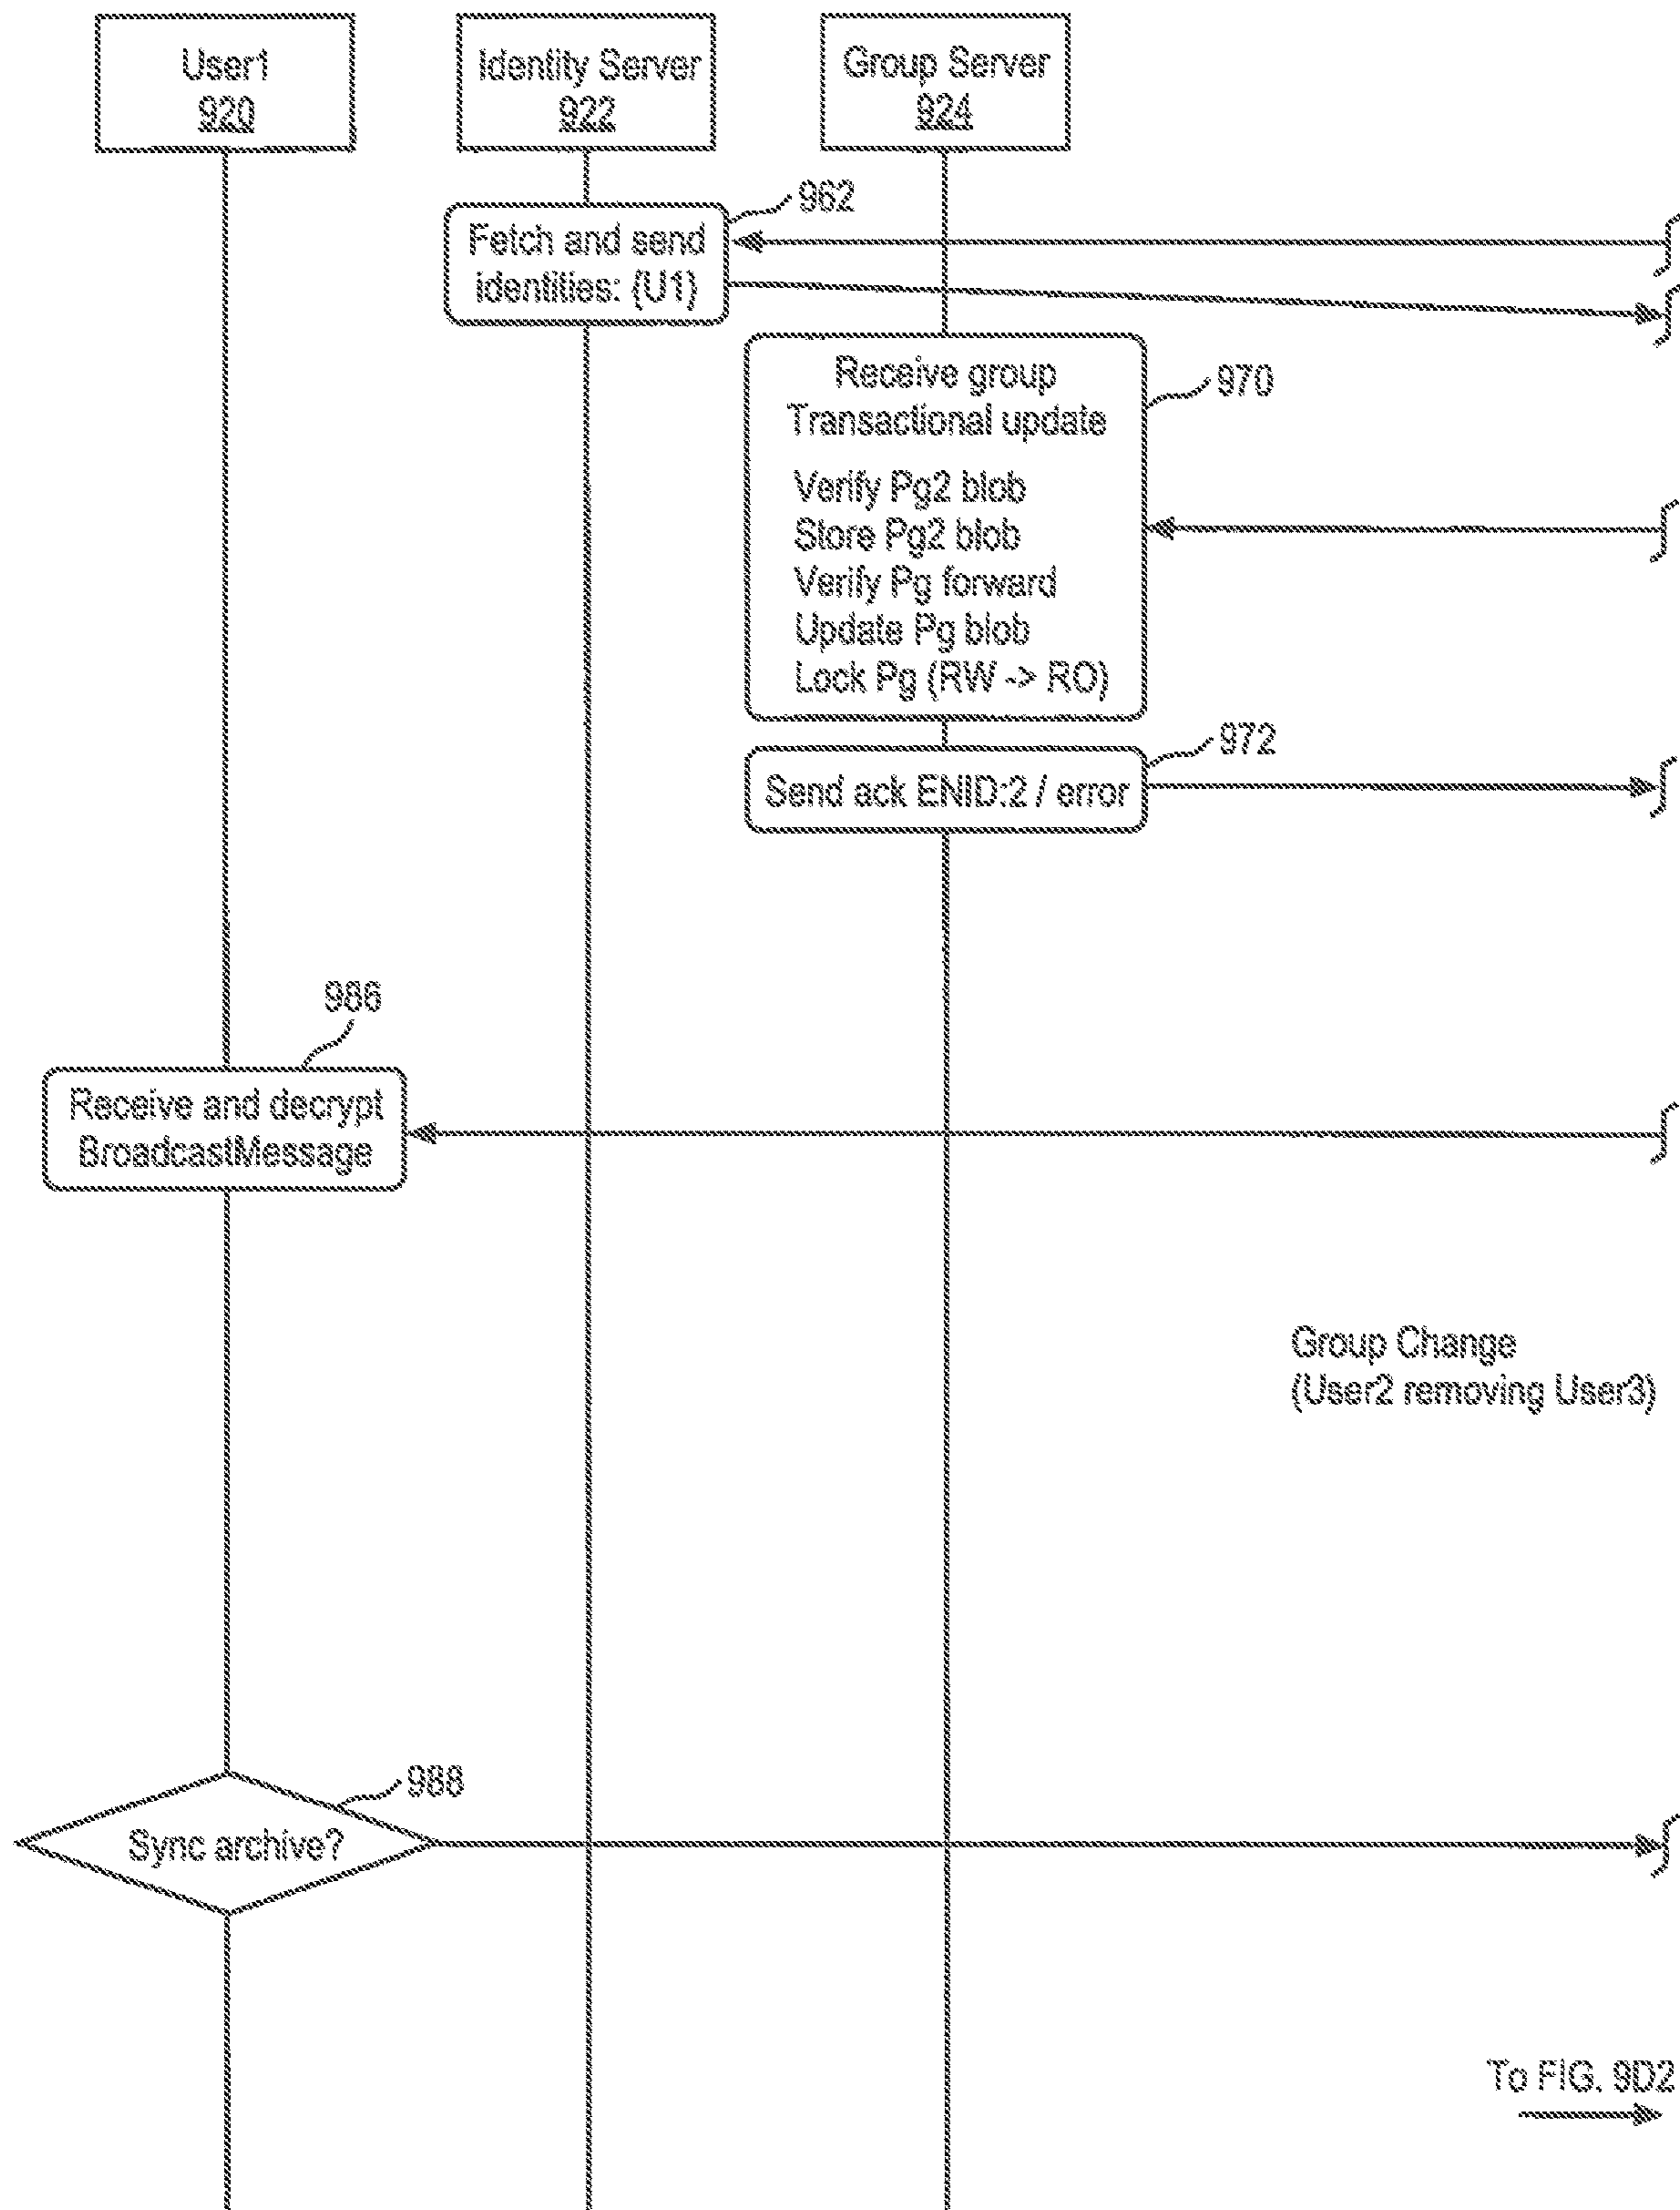 User1
920
Identity Server
922
Group Server
924
962
Fetch and send
identities: {U1}
Receive group
Transactional update
970
Verify Pg2 blob
Store Pg2 blob
Verify Pg forward
Update Pg blob
Lock Pg (RW -> RO)
972
Send ack ENID:2 / error
986
Receive and decrypt
BroadcastMessage
Group Change
(User2 removing User3)
988
Sync archive?
To FIG. 9D2